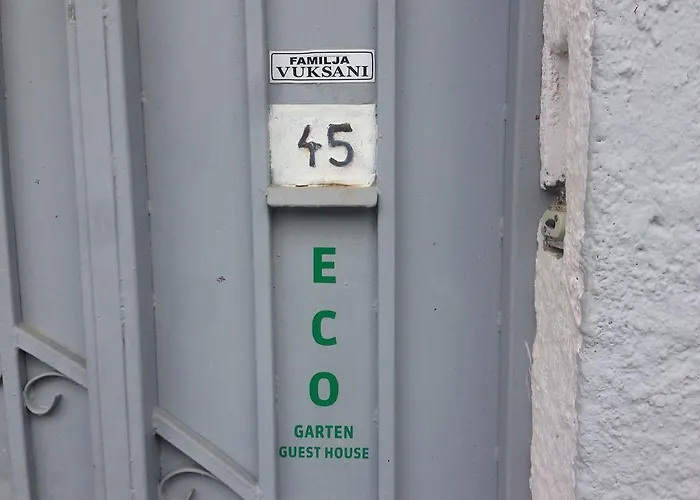 FAMILJA
VUKSANI
45
E
C
O
GARTEN
GUEST HOUSE